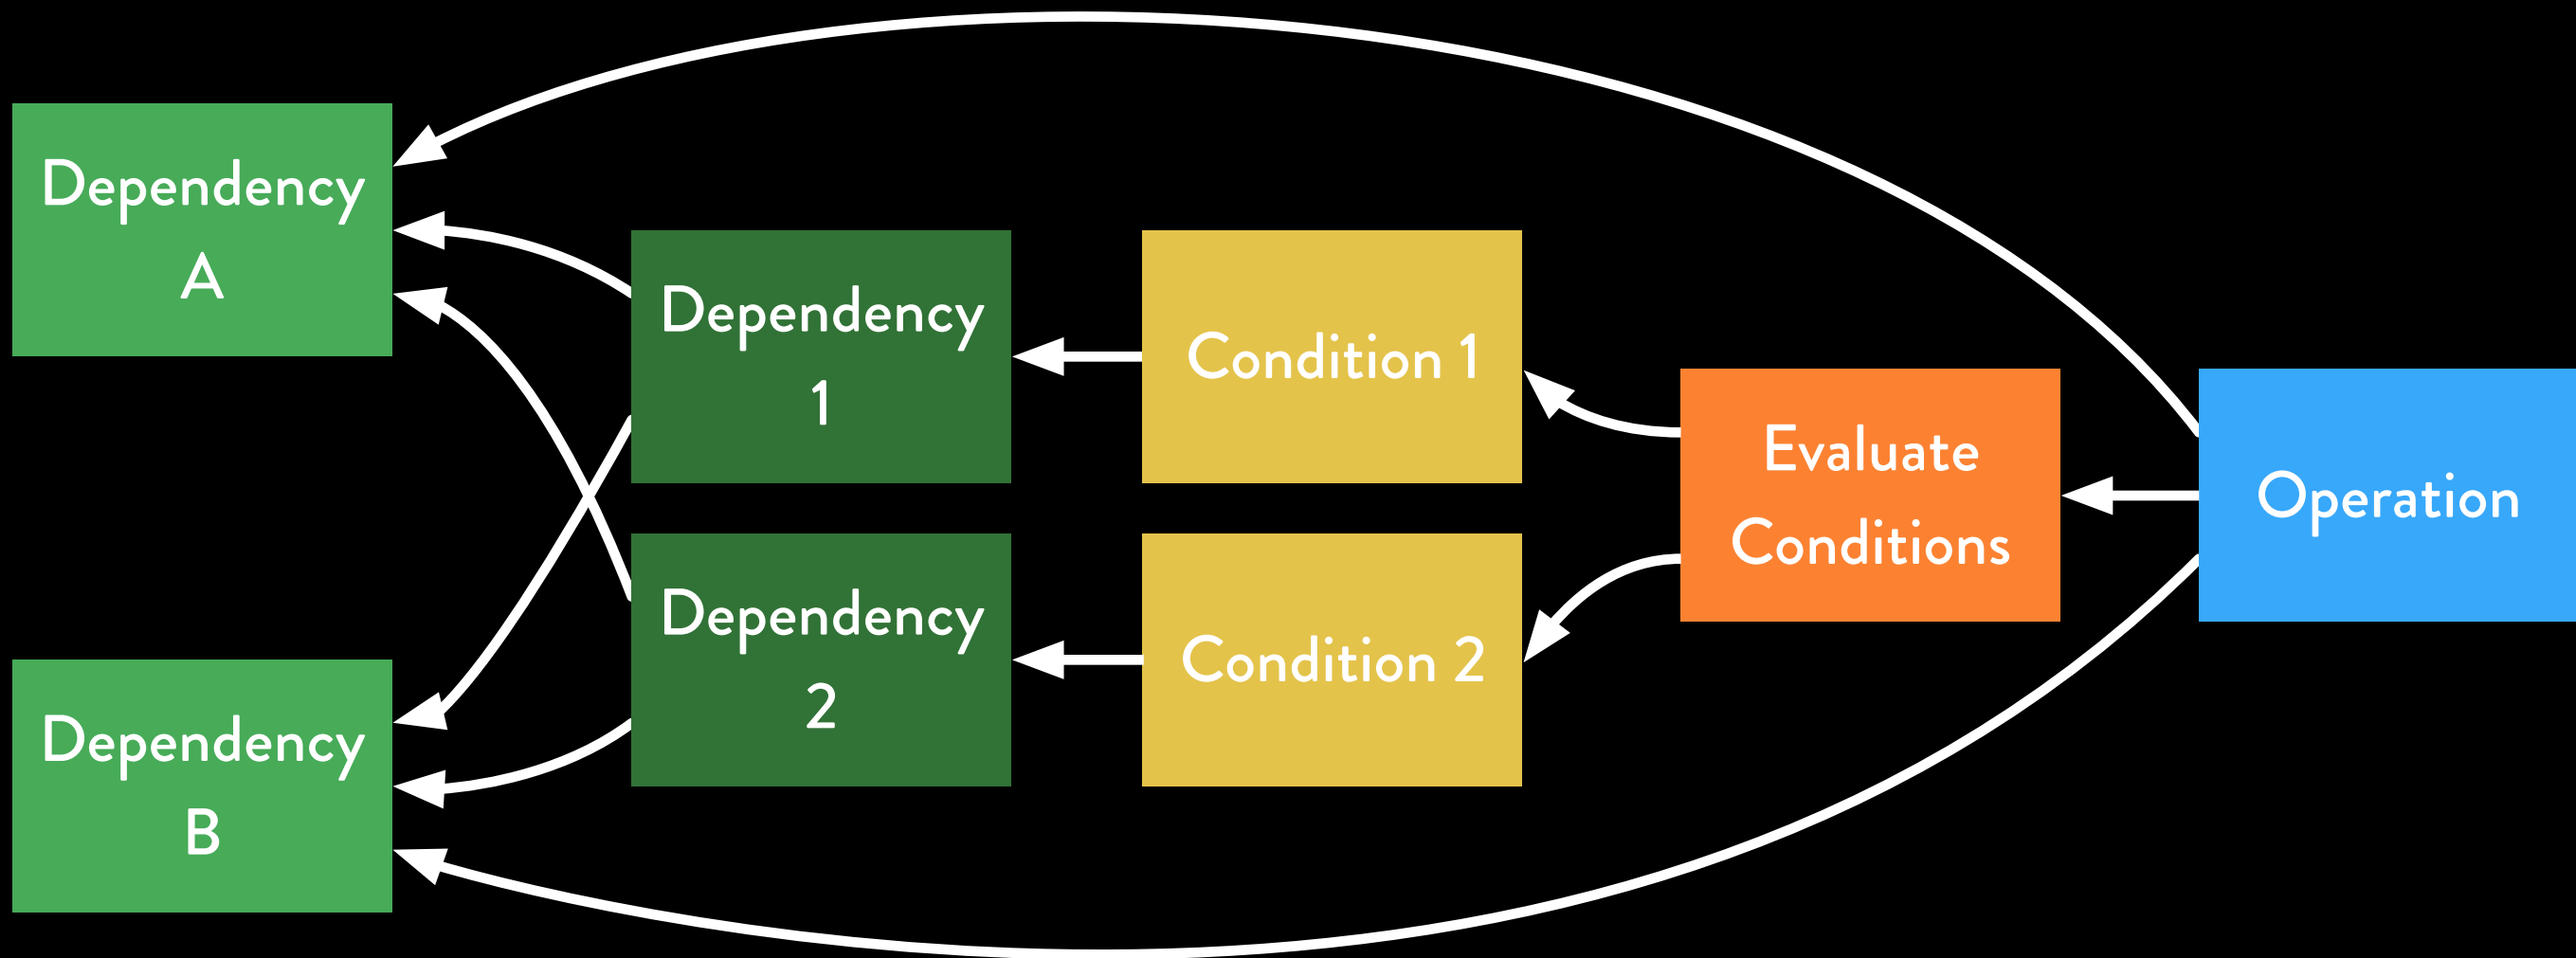 Dependency
A
Dependency
1
Condition 1
Evaluate
Conditions
Operation
Dependency
2
Condition 2
Dependency
B